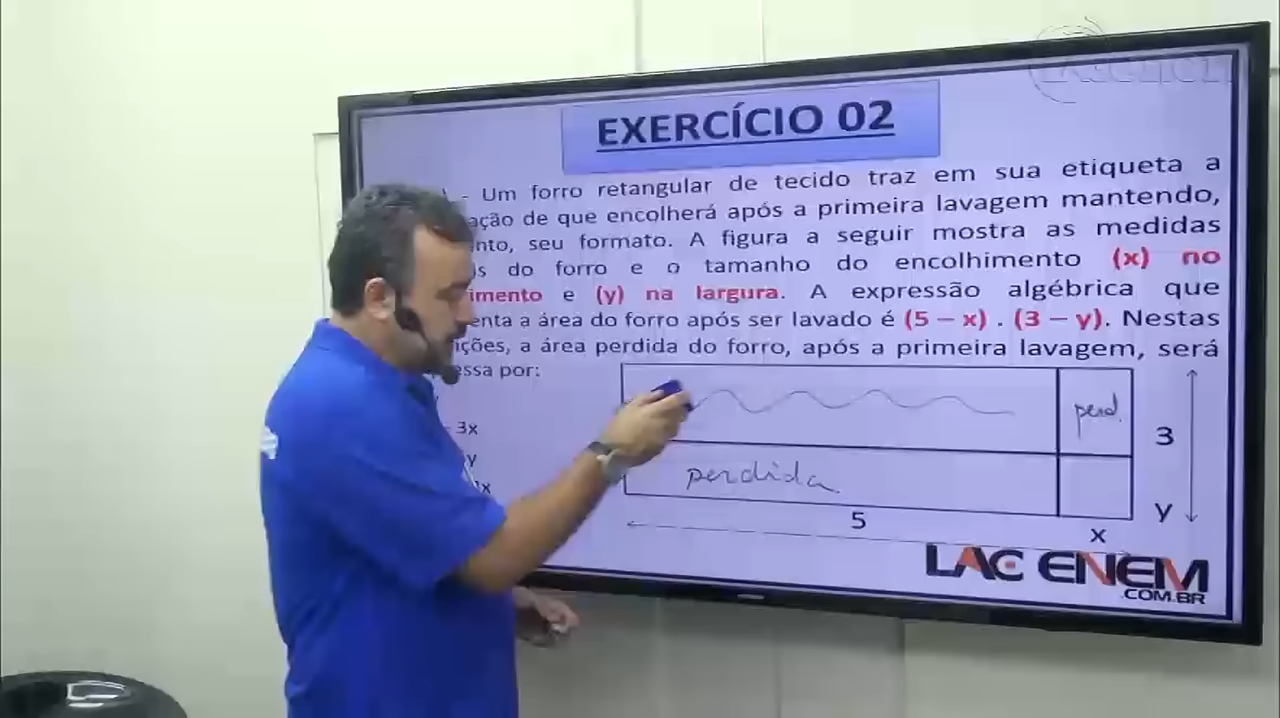 EXERCÍCIO 02
- Um forro retangular de tecido traz em sua etiqueta a
ação de que encolherá após a primeira lavagem mantendo,
nto, seu formato. A figura a seguir mostra as medidas
s do forro e o tamanho do encolhimento (x) no
imento e (y) na largura. A expressão algébrica que
enta a área do forro após ser lavado é (5 – x) . (3 – y). Nestas
ições, a área perdida do forro, após a primeira lavagem, será
essa por:
3x
y
x
perd.
3
perdida
5
y
x
LAC ENEM
.COM.BR